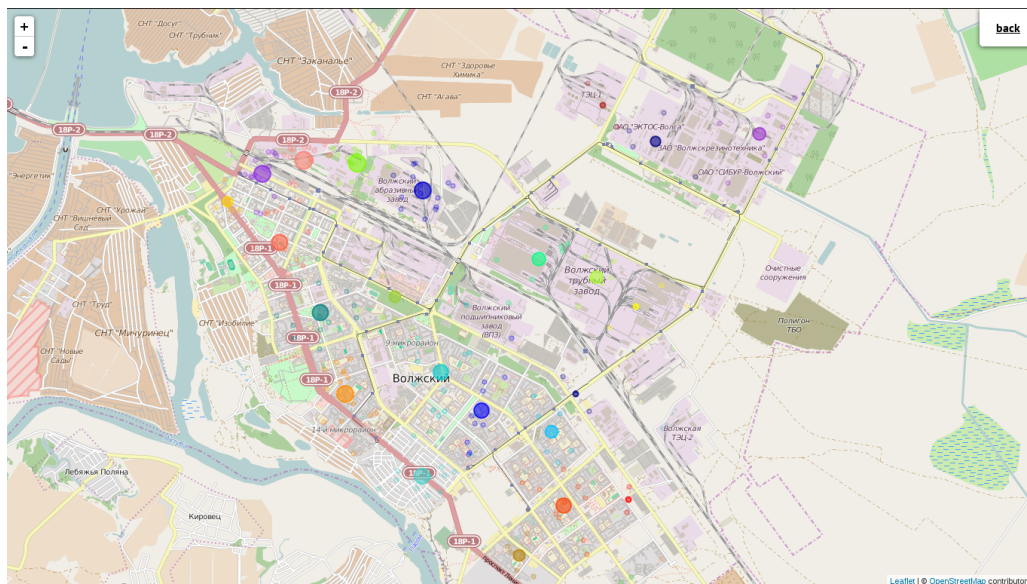 +
-
back
СНТ "Досуг"
СНТ "Трубник"
СНТ "Заканалье"
СНТ "Здоровье
Химика"
СНТ "Агава"
18Р-2
18Р-2
18Р-2
18Р-2
ТЭЦ-1
ОАО "ЭКТОС-Волга"
ЗАО "Волжскрезинотехника"
ОАО "СИБУР-Волжский"
"Энергетик"
Волжский
абразивный
завод
СНТ "Урожай"
СНТ "Вишнёвый
Сад"
18Р-1
Волжский
трубный
завод
Очистные
сооружения
18Р-1
СНТ "Труд"
СНТ "Мичуринец"
СНТ "Изобилие"
Волжский
подшипниковый
завод
(ВПЗ)
Полигон
ТБО
18Р-1
9 микрорайон
СНТ "Новые
Сады"
Волжский
18Р-1
14-й микрорайон
Волжская
ТЭЦ-2
Лебяжья Поляна
18Р-1
Кировец
18Р-1
проспект Лени
Leaflet | © OpenStreetMap contributor